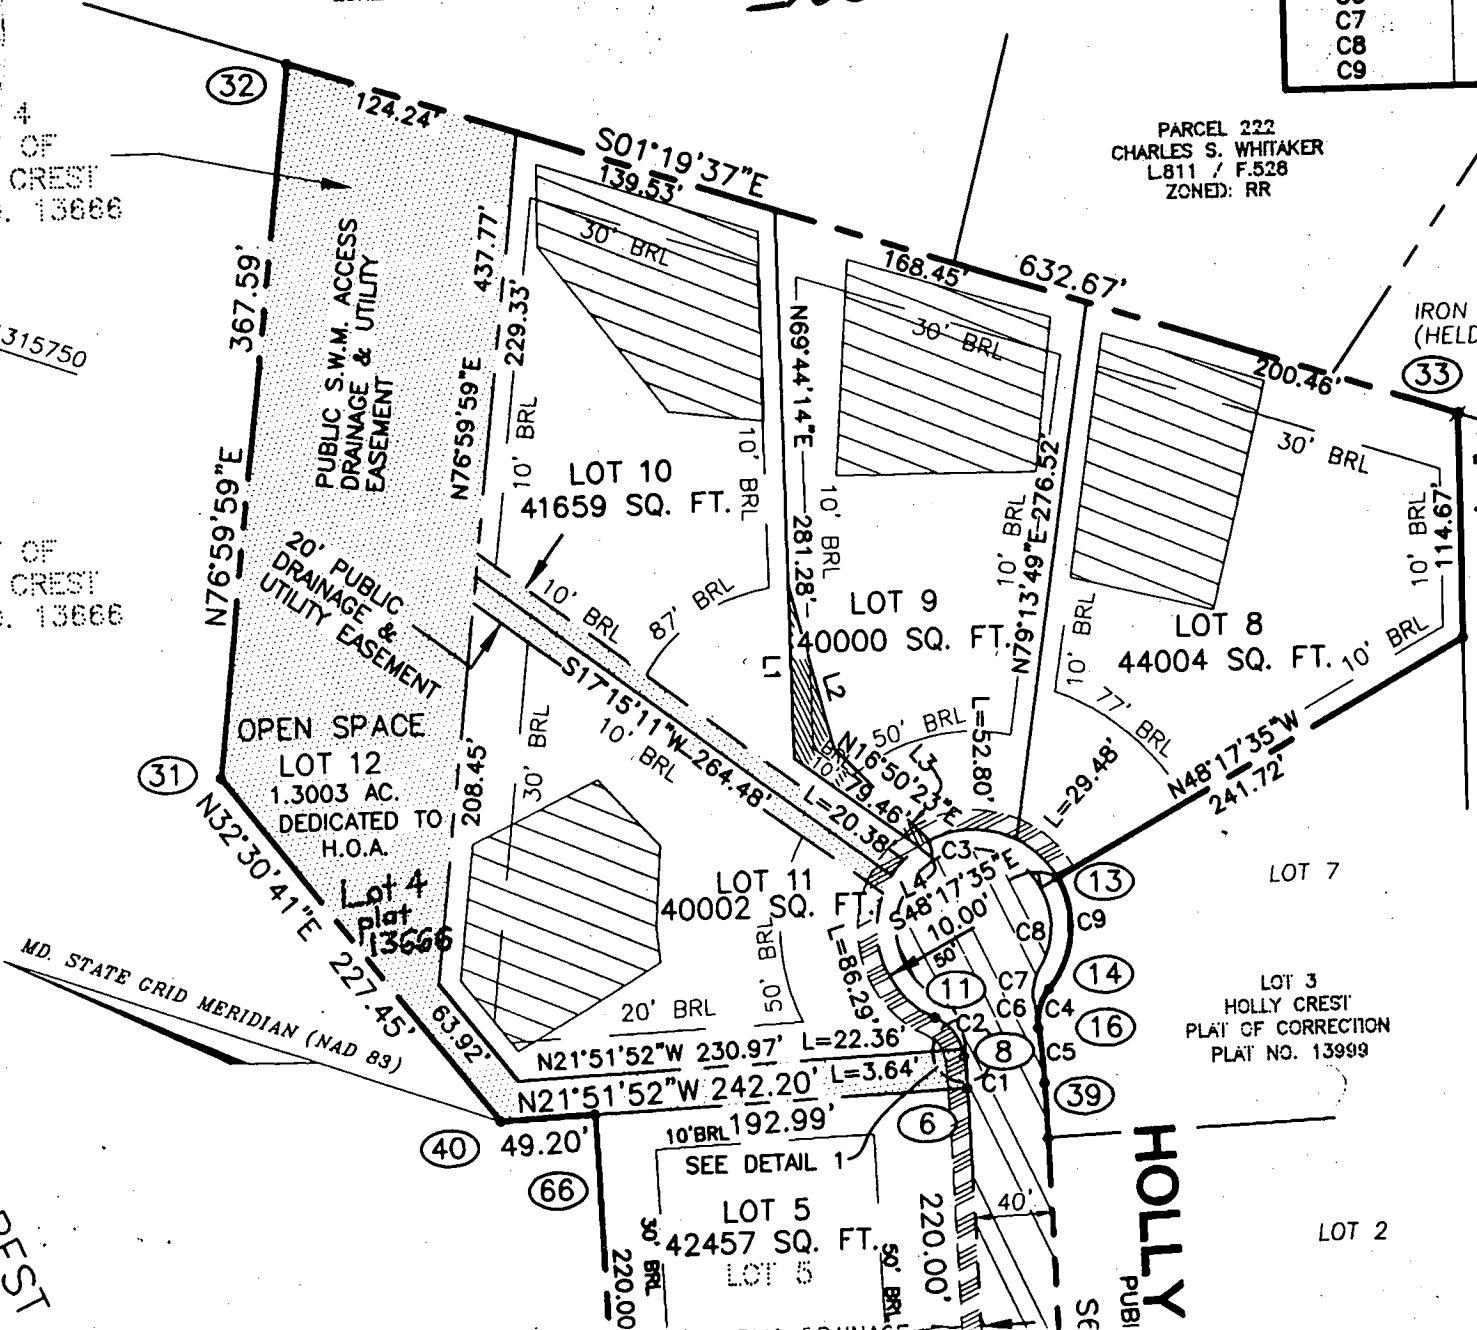 C7
C8
C9
32
124.24'
S01°19'37"E
139.53'
4
OF
CREST
13666
PARCEL 222
CHARLES S. WHITAKER
L.811 / F.528
ZONED: RR
168.45'
632.67'
200.46'
IRON
(HELD
33
367.59'
N76°59'59"E
315750
PUBLIC S.W.M. ACCESS
DRAINAGE & UTILITY
EASEMENT
437.77'
229.33'
N76°59'59"E
30' BRL
10' BRL
10' BRL
LOT 10
41659 SQ. FT.
N69°44'14"E
281.28'
30' BRL
10' BRL
10' BRL
LOT 9
40000 SQ. FT.
N79°13'49"E 276.52'
30' BRL
10' BRL
10' BRL
114.67'
10' BRL
LOT 8
44004 SQ. FT.
77' BRL
OF
CREST
13666
20' PUBLIC
DRAINAGE &
UTILITY EASEMENT
10' BRL
87' BRL
S17°15'11"W 264.48'
10' BRL
L1
L2
10' BRL
50' BRL
N16°50'23"E
79.46'
L3
L=52.80'
L=29.48'
N48°17'35"W
241.72'
L=20.38'
OPEN SPACE
LOT 12
1.3003 AC.
DEDICATED TO
H.O.A.
208.45'
30' BRL
31
N32°30'41"E
227.45'
Lot 4
plat
13666
MD. STATE GRID MERIDIAN (NAD 83)
63.92'
LOT 11
40002 SQ. FT.
L4
C3
S48°17'35"E
10.00'
50'
13
C9
C8
LOT 7
L=86.29'
50' BRL
20' BRL
11
C7
C6
C4
14
C2
16
LOT 3
HOLLY CREST
PLAT OF CORRECTION
PLAT NO. 13999
N21°51'52"W 230.97'
L=22.36'
8
C5
N21°51'52"W 242.20'
L=3.64'
C1
39
40
49.20'
10'BRL
192.99'
6
SEE DETAIL 1
66
LOT 5
42457 SQ. FT.
LOT 5
30' BRL
220.00
50' BRL
220.00'
40'
HOLLY
PUBL
LOT 2